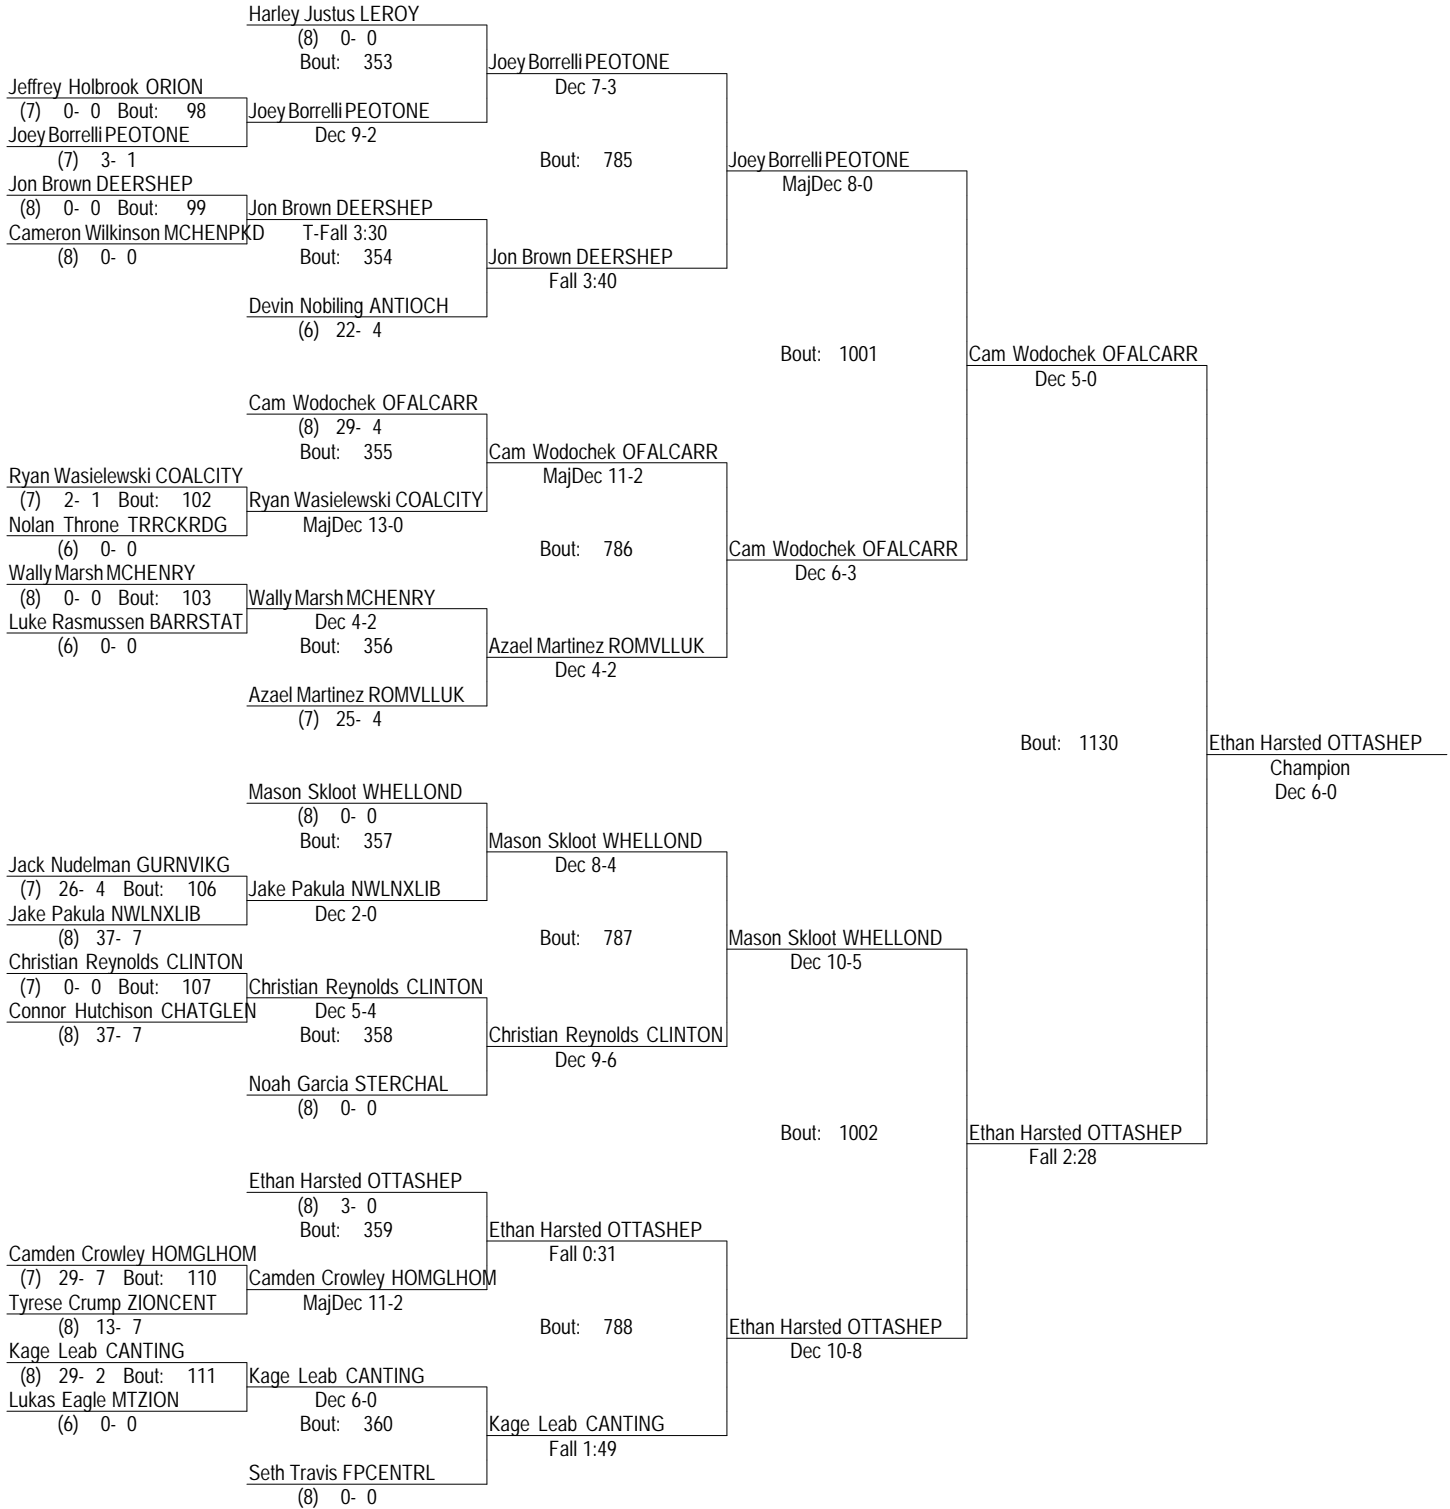 Harley Justus LEROY
(8) 0- 0
Bout: 353
Joey Borrelli PEOTONE
Dec 7-3
Jeffrey Holbrook ORION
(7) 0- 0 Bout: 98
Joey Borrelli PEOTONE
Joey Borrelli PEOTONE
Dec 9-2
(7) 3- 1
Bout: 785
Joey Borrelli PEOTONE
MajDec 8-0
Jon Brown DEERSHEP
(8) 0- 0 Bout: 99
Jon Brown DEERSHEP
Cameron Wilkinson MCHENPKD
T-Fall 3:30
(8) 0- 0
Bout: 354
Jon Brown DEERSHEP
Fall 3:40
Devin Nobiling ANTIOCH
(6) 22- 4
Bout: 1001
Cam Wodochek OFALCARR
Dec 5-0
Cam Wodochek OFALCARR
(8) 29- 4
Bout: 355
Cam Wodochek OFALCARR
MajDec 11-2
Ryan Wasielewski COALCITY
(7) 2- 1 Bout: 102
Ryan Wasielewski COALCITY
Nolan Throne TRRCKRDG
MajDec 13-0
(6) 0- 0
Bout: 786
Cam Wodochek OFALCARR
Dec 6-3
Wally Marsh MCHENRY
(8) 0- 0 Bout: 103
Wally Marsh MCHENRY
Luke Rasmussen BARRSTAT
Dec 4-2
(6) 0- 0
Bout: 356
Azael Martinez ROMVLLUK
Dec 4-2
Azael Martinez ROMVLLUK
(7) 25- 4
Bout: 1130
Ethan Harsted OTTASHEP
Champion
Dec 6-0
Mason Skloot WHELLOND
(8) 0- 0
Bout: 357
Mason Skloot WHELLOND
Dec 8-4
Jack Nudelman GURNVIKG
(7) 26- 4 Bout: 106
Jake Pakula NWLNXLIB
Jake Pakula NWLNXLIB
Dec 2-0
(8) 37- 7
Bout: 787
Mason Skloot WHELLOND
Dec 10-5
Christian Reynolds CLINTON
(7) 0- 0 Bout: 107
Christian Reynolds CLINTON
Connor Hutchison CHATGLEN
Dec 5-4
(8) 37- 7
Bout: 358
Christian Reynolds CLINTON
Dec 9-6
Noah Garcia STERCHAL
(8) 0- 0
Bout: 1002
Ethan Harsted OTTASHEP
Fall 2:28
Ethan Harsted OTTASHEP
(8) 3- 0
Bout: 359
Ethan Harsted OTTASHEP
Fall 0:31
Camden Crowley HOMGLHOM
(7) 29- 7 Bout: 110
Camden Crowley HOMGLHOM
Tyrese Crump ZIONCENT
MajDec 11-2
(8) 13- 7
Bout: 788
Ethan Harsted OTTASHEP
Dec 10-8
Kage Leab CANTING
(8) 29- 2 Bout: 111
Kage Leab CANTING
Lukas Eagle MTZION
Dec 6-0
(6) 0- 0
Bout: 360
Kage Leab CANTING
Fall 1:49
Seth Travis FPCENTRL
(8) 0- 0